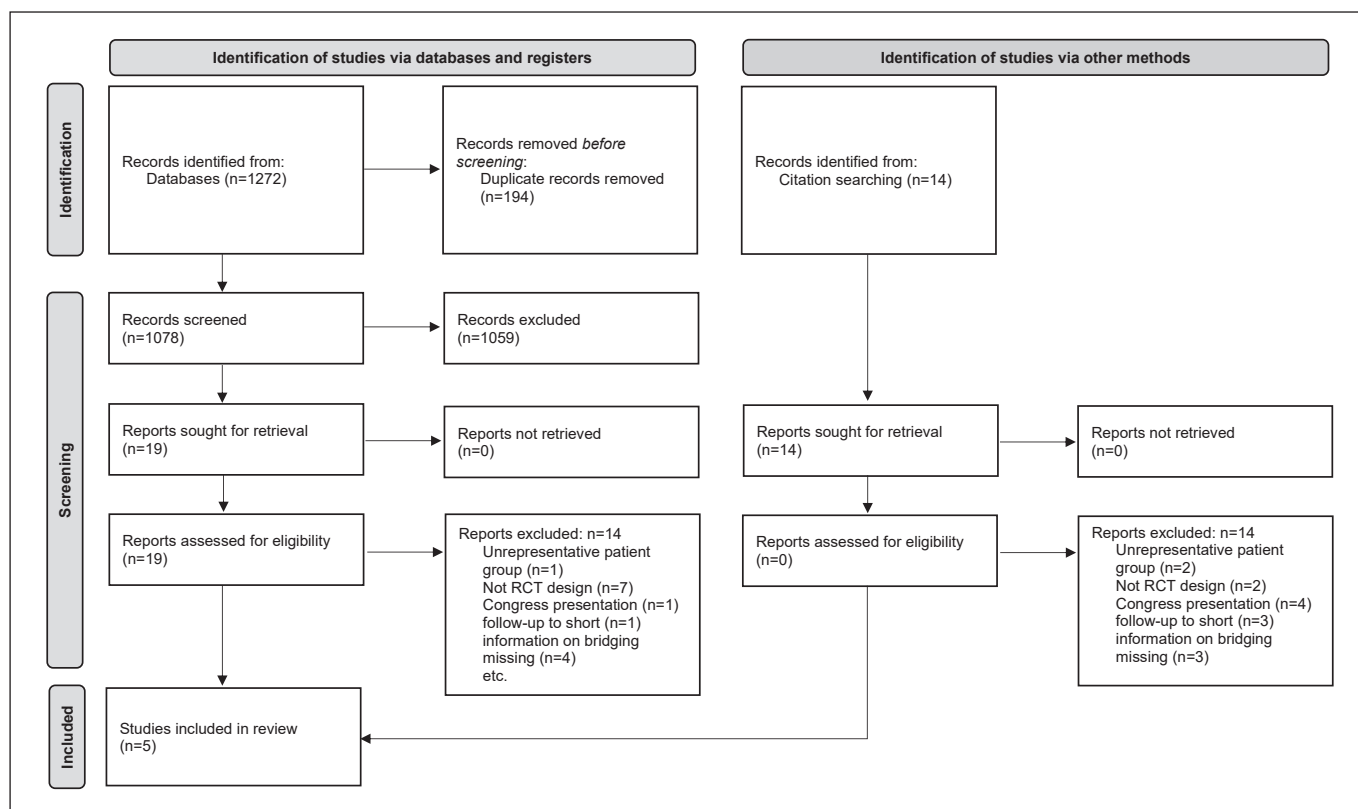 Identification of studies via databases and registers
Identification of studies via other methods
Identification
Records identified from:
Databases (n=1272)
Records removed before
screening:
Duplicate records removed
(n=194)
Records identified from:
Citation searching (n=14)
Screening
Records screened
(n=1078)
Records excluded
(n=1059)
Reports sought for retrieval
(n=19)
Reports not retrieved
(n=0)
Reports sought for retrieval
(n=14)
Reports not retrieved
(n=0)
Reports assessed for eligibility
(n=19)
Reports excluded: n=14
Unrepresentative patient
group (n=1)
Not RCT design (n=7)
Congress presentation (n=1)
follow-up to short (n=1)
information on bridging
missing (n=4)
etc.
Reports assessed for eligibility
(n=0)
Reports excluded: n=14
Unrepresentative patient
group (n=2)
Not RCT design (n=2)
Congress presentation (n=4)
follow-up to short (n=3)
information on bridging
missing (n=3)
Included
Studies included in review
(n=5)